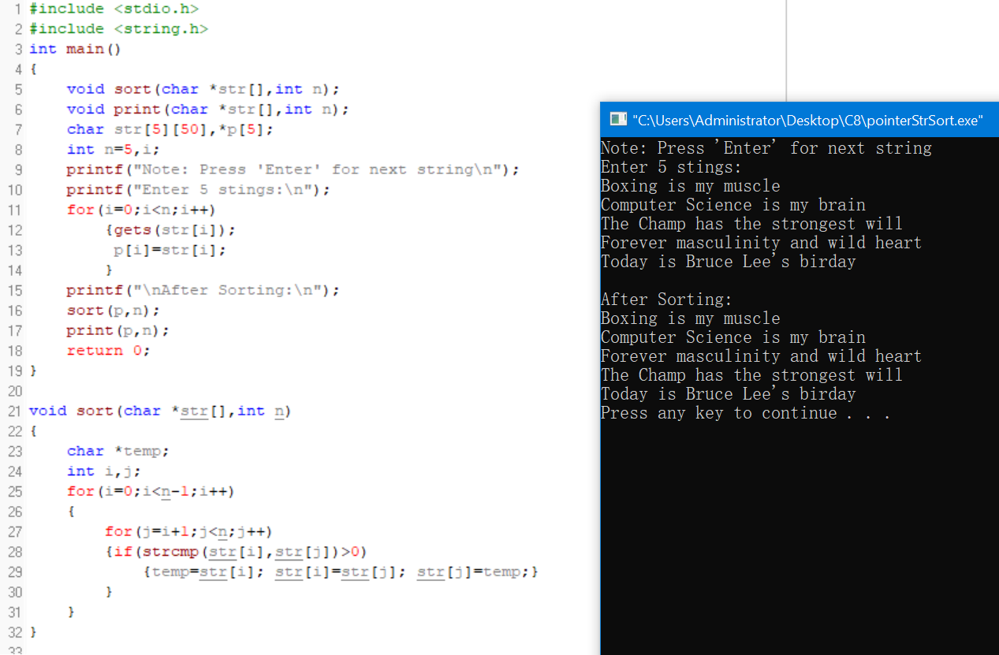 1 #include <stdio.h>
2 #include <string.h>
3 int main()
4 {
5     void sort(char *str[],int n);
6     void print(char *str[],int n);
7     char str[5][50],*p[5];
8     int n=5,i;
9     printf("Note: Press 'Enter' for next string\n");
10     printf("Enter 5 stings:\n");
11     for(i=0;i<n;i++)
12         {gets(str[i]);
13          p[i]=str[i];
14         }
15     printf("\nAfter Sorting:\n");
16     sort(p,n);
17     print(p,n);
18     return 0;
19 }
20
21 void sort(char *str[],int n)
22 {
23     char *temp;
24     int i,j;
25     for(i=0;i<n-1;i++)
26     {
27         for(j=i+1;j<n;j++)
28         {if(strcmp(str[i],str[j])>0)
29             {temp=str[i]; str[i]=str[j]; str[j]=temp;}
30         }
31     }
32 }
33
"C:\Users\Administrator\Desktop\C8\pointerStrSort.exe"
Note: Press 'Enter' for next string
Enter 5 stings:
Boxing is my muscle
Computer Science is my brain
The Champ has the strongest will
Forever masculinity and wild heart
Today is Bruce Lee's birday

After Sorting:
Boxing is my muscle
Computer Science is my brain
Forever masculinity and wild heart
The Champ has the strongest will
Today is Bruce Lee's birday
Press any key to continue . . .